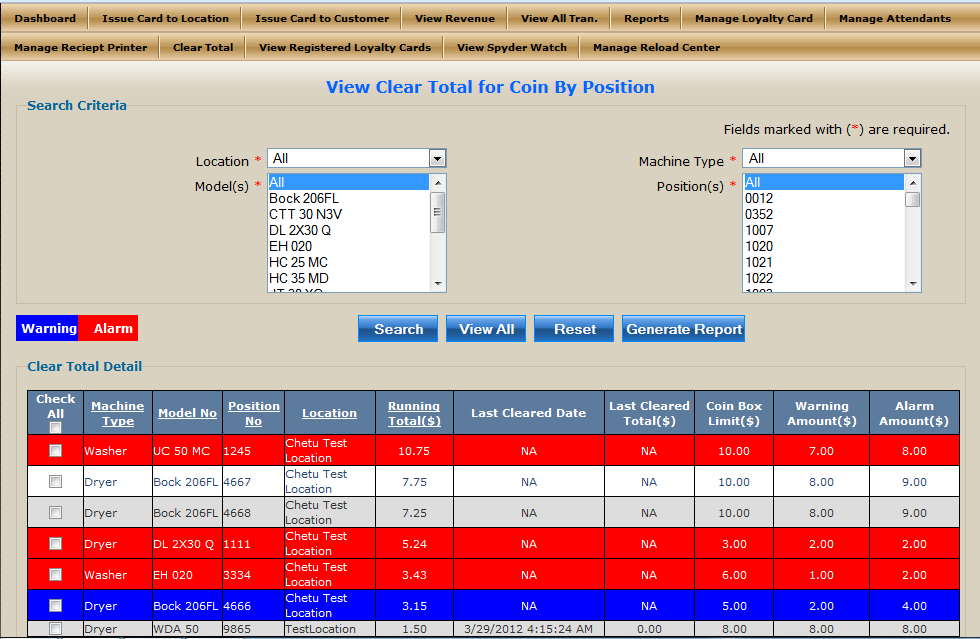 Dashboard Issue Card to Location Issue Card to Customer View Revenue View All Tran. Reports Manage Loyalty Card Manage Attendants
Manage Reciept Printer Clear Total View Registered Loyalty Cards View Spyder Watch Manage Reload Center
View Clear Total for Coin By Position
Search Criteria
Fields marked with (*) are required.
Location * All Machine Type * All
Model(s) * All Position(s) * All
Bock 206FL 0012
CTT 30 N3V 0352
DL 2X30 Q 1007
EH 020 1020
HC 25 MC 1021
HC 35 MD 1022
Warning Alarm Search View All Reset Generate Report
Clear Total Detail
Check All Machine Type Model No Position No Location Running Total($) Last Cleared Date Last Cleared Total($) Coin Box Limit($) Warning Amount($) Alarm Amount($)
Washer UC 50 MC 1245 Chetu Test Location 10.75 NA NA 10.00 7.00 8.00
Dryer Bock 206FL 4667 Chetu Test Location 7.75 NA NA 10.00 8.00 9.00
Dryer Bock 206FL 4668 Chetu Test Location 7.25 NA NA 10.00 8.00 9.00
Dryer DL 2X30 Q 1111 Chetu Test Location 5.24 NA NA 3.00 2.00 2.00
Washer EH 020 3334 Chetu Test Location 3.43 NA NA 6.00 1.00 2.00
Dryer Bock 206FL 4666 Chetu Test Location 3.15 NA NA 5.00 2.00 4.00
Dryer WDA 50 9865 TestLocation 1.50 3/29/2012 4:15:24 AM 0.00 8.00 8.00 8.00